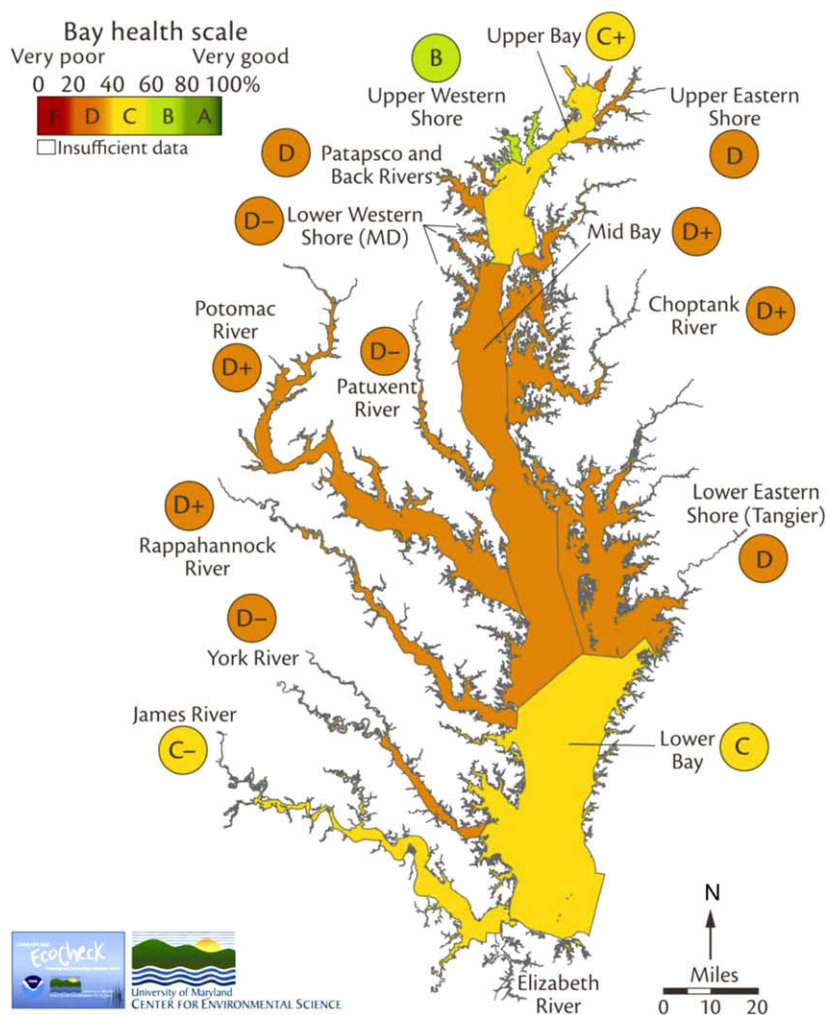 Bay health scale
Very poor
Very good
0 20 40 60 80 100%
F D C B A
Insufficient data
B
Upper Western
Shore
Upper Bay
C+
Upper Eastern
Shore
D
D
Patapsco and
Back Rivers
D–
Lower Western
Shore (MD)
Mid Bay
D+
Potomac
River
D+
D–
Patuxent
River
Choptank
River
D+
D+
Rappahannock
River
Lower Eastern
Shore (Tangier)
D
D–
York River
James River
C–
Lower
Bay
C
Elizabeth
River
N
Miles
0 10 20
EcoCheck
University of Maryland
CENTER FOR ENVIRONMENTAL SCIENCE